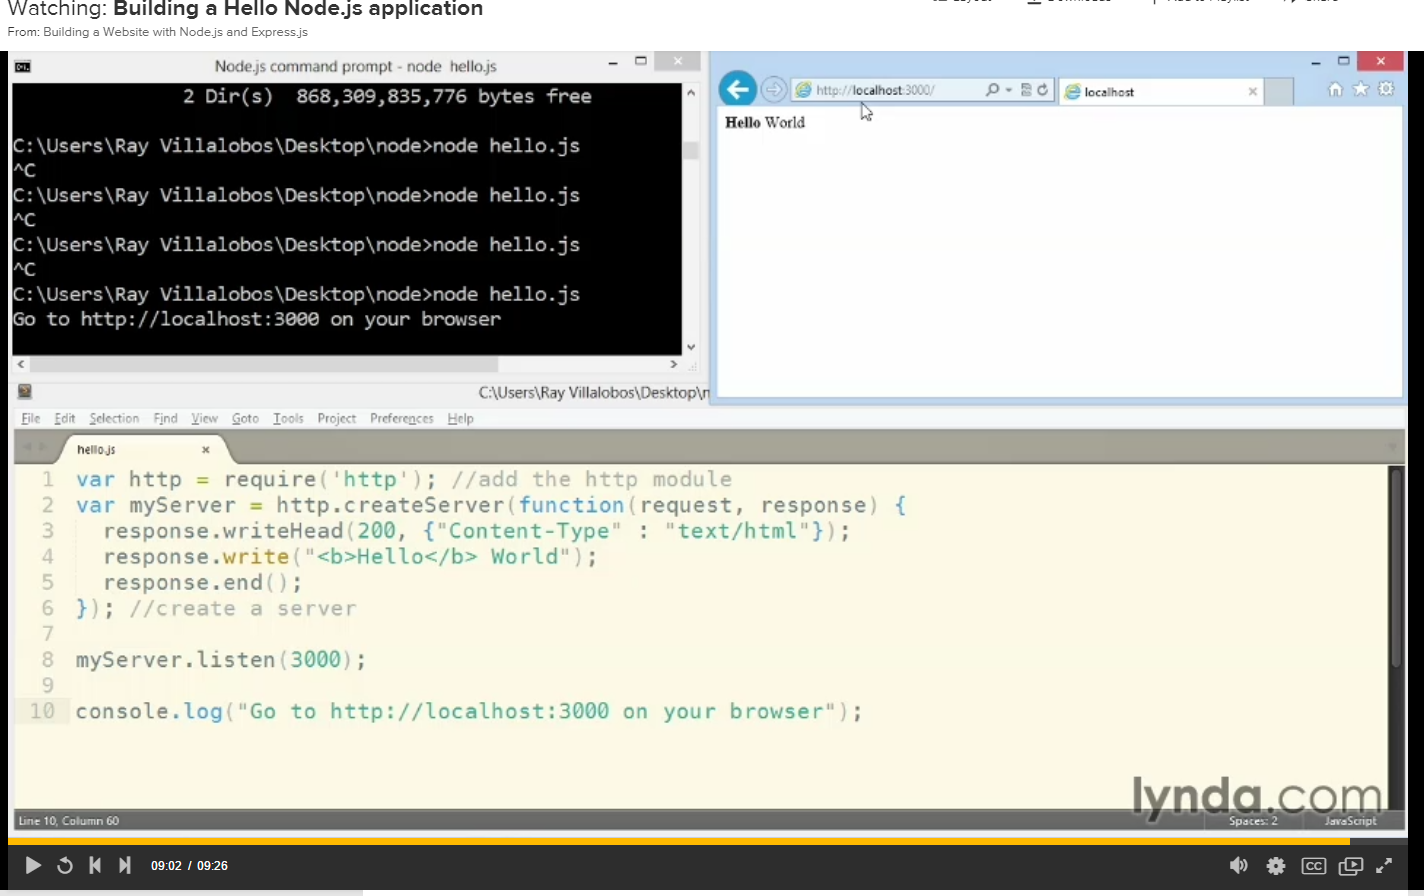 Watching: Building a Hello Node.js application
From: Building a Website with Node.js and Express.js
Node.js command prompt - node hello.js
2 Dir(s) 868,309,835,776 bytes free
C:\Users\Ray Villalobos\Desktop\node>node hello.js
^C
C:\Users\Ray Villalobos\Desktop\node>node hello.js
^C
C:\Users\Ray Villalobos\Desktop\node>node hello.js
^C
C:\Users\Ray Villalobos\Desktop\node>node hello.js
Go to http://localhost:3000 on your browser
http://localhost:3000/
localhost
Hello World
C:\Users\Ray Villalobos\Desktop\n
File Edit Selection Find View Goto Tools Project Preferences Help
hello.js
1 var http = require('http'); //add the http module
2 var myServer = http.createServer(function(request, response) {
3 response.writeHead(200, {"Content-Type" : "text/html"});
4 response.write("<b>Hello</b> World");
5 response.end();
6 }); //create a server
7
8 myServer.listen(3000);
9
10 console.log("Go to http://localhost:3000 on your browser");
lynda.com
Line 10, Column 60
Spaces: 2
JavaScript
09:02 / 09:26
CC